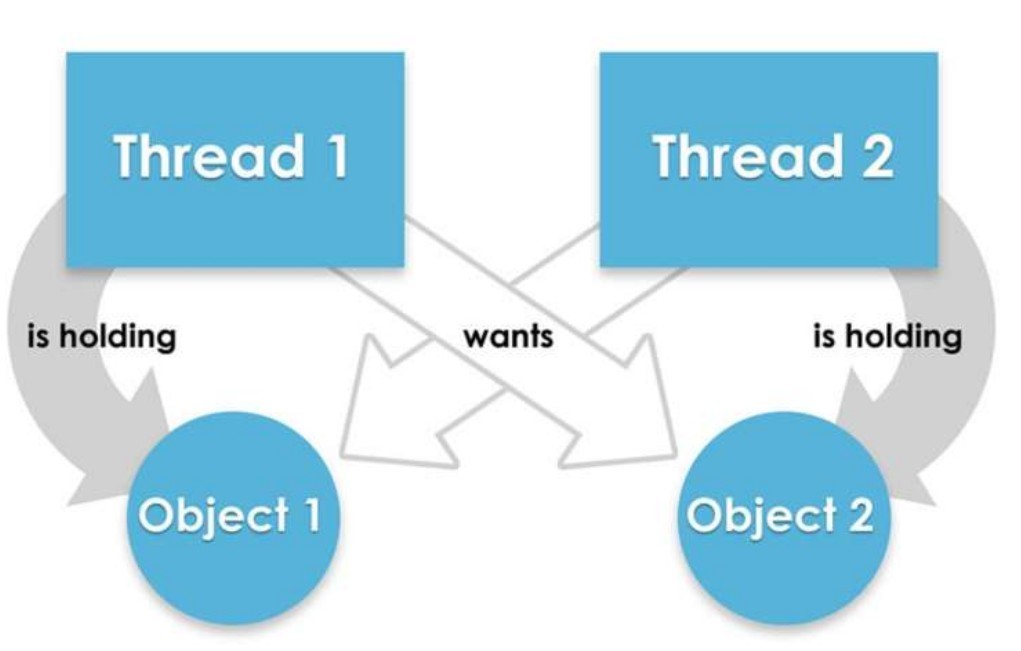 Thread 1
Thread 2
is holding
wants
is holding
Object 1
Object 2